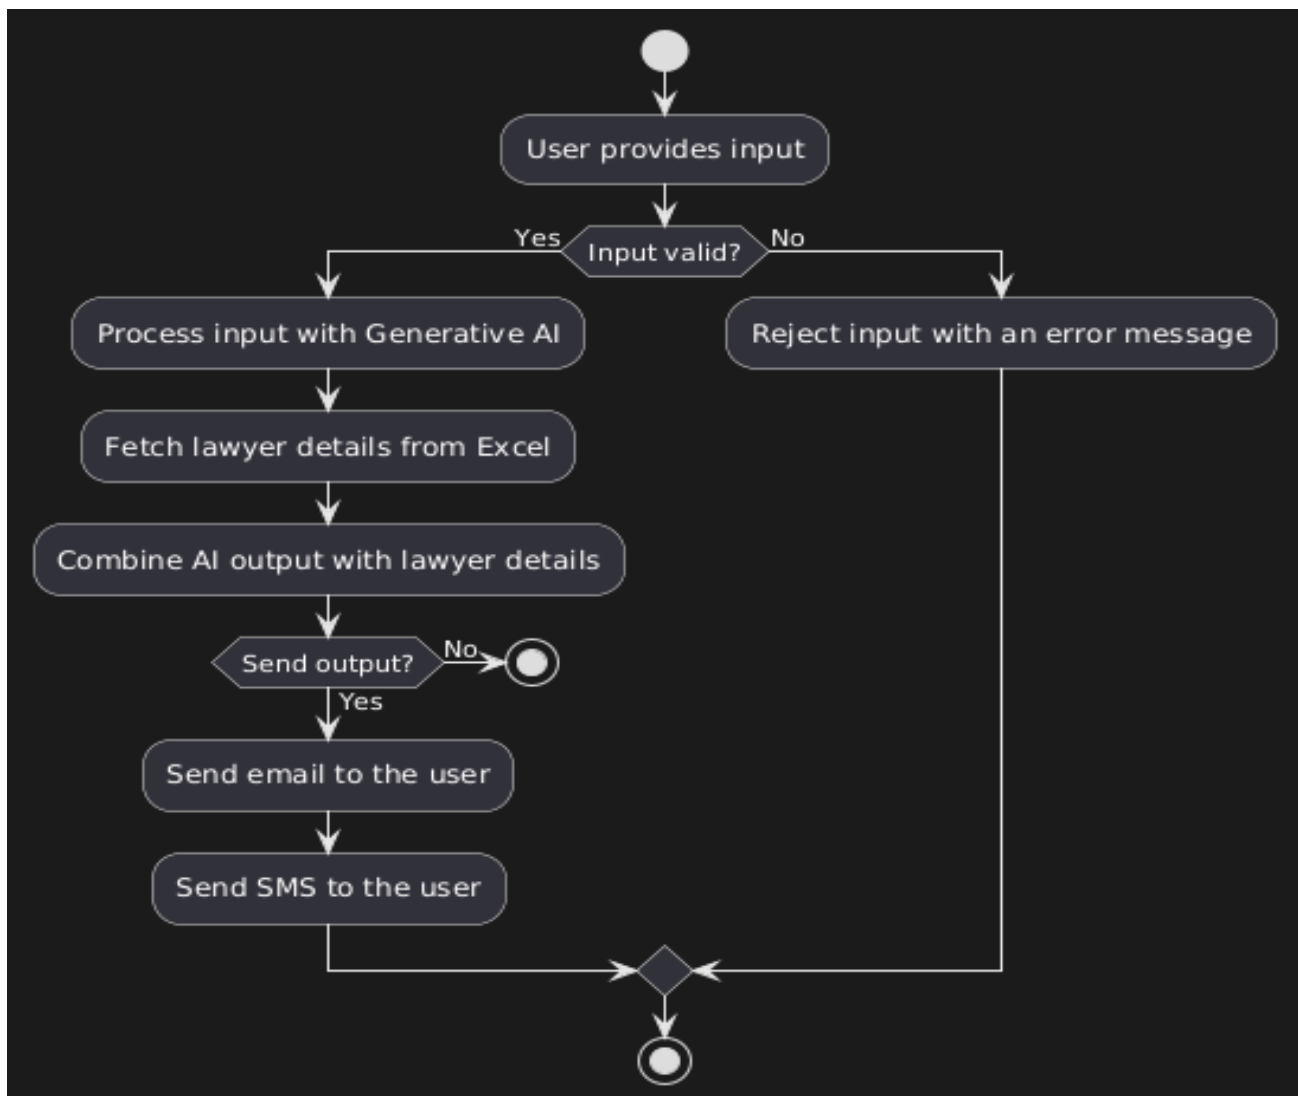 User provides input
Yes
Input valid?
No
Process input with Generative AI
Reject input with an error message
Fetch lawyer details from Excel
Combine AI output with lawyer details
Send output?
No
Yes
Send email to the user
Send SMS to the user